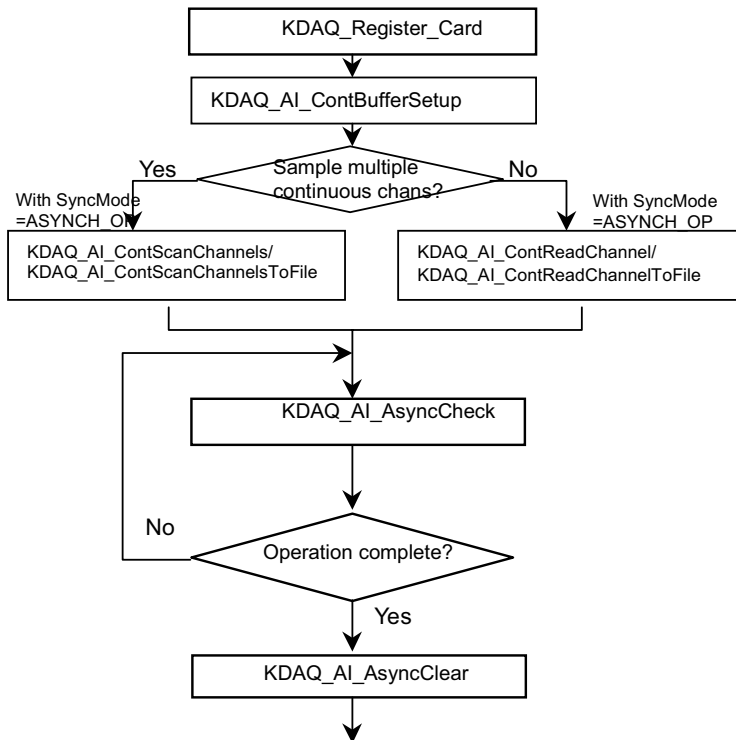 KDAQ_Register_Card
KDAQ_AI_ContBufferSetup
Yes
Sample multiple
continuous chans?
No
With SyncMode
=ASYNCH_OP
With SyncMode
=ASYNCH_OP
KDAQ_AI_ContScanChannels/
KDAQ_AI_ContScanChannelsToFile
KDAQ_AI_ContReadChannel/
KDAQ_AI_ContReadChannelToFile
KDAQ_AI_AsyncCheck
No
Operation complete?
Yes
KDAQ_AI_AsyncClear